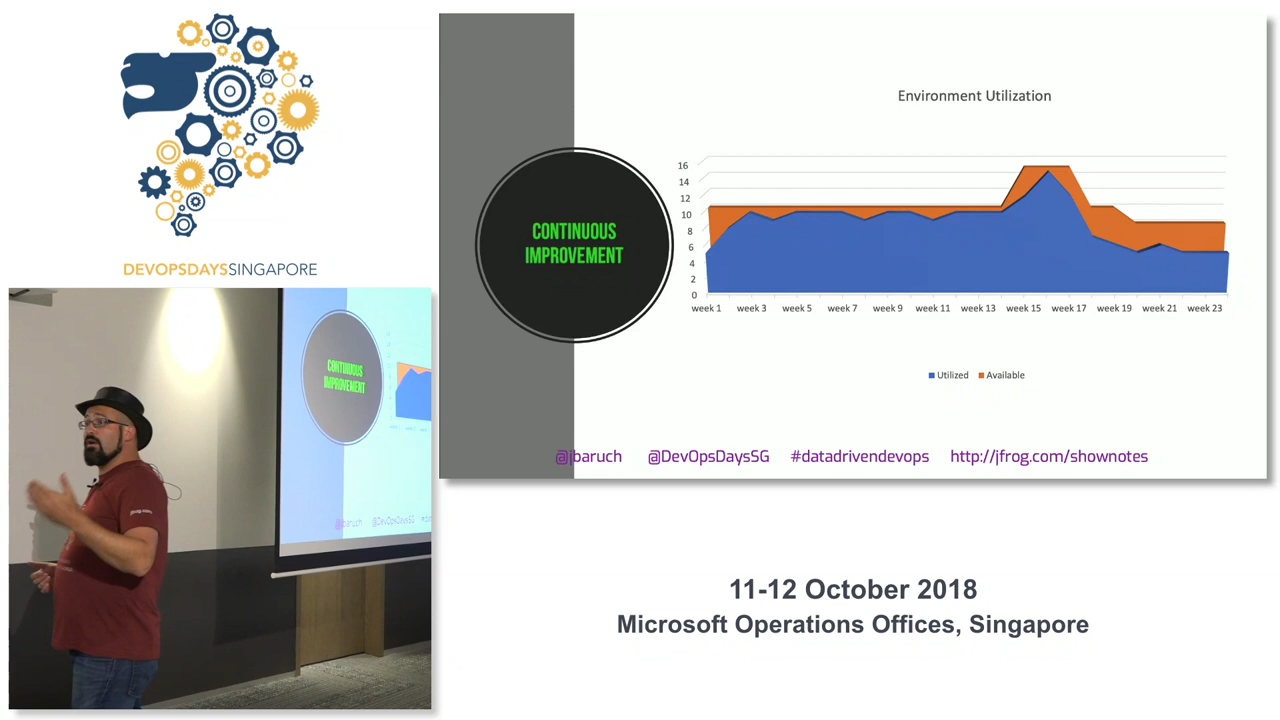 DEVOPSDAYSSINGAPORE
Environment Utilization
16
14
12
10
8
6
4
2
0
week 1 week 3 week 5 week 7 week 9 week 11 week 13 week 15 week 17 week 19 week 21 week 23
Utilized Available
CONTINUOUS
IMPROVEMENT
@jbaruch @DevOpsDaysSG #datadrivendevops http://jfrog.com/shownotes
CONTINUOUS
IMPROVEMENT
@jbaruch @DevOpsDaysSG
11-12 October 2018
Microsoft Operations Offices, Singapore